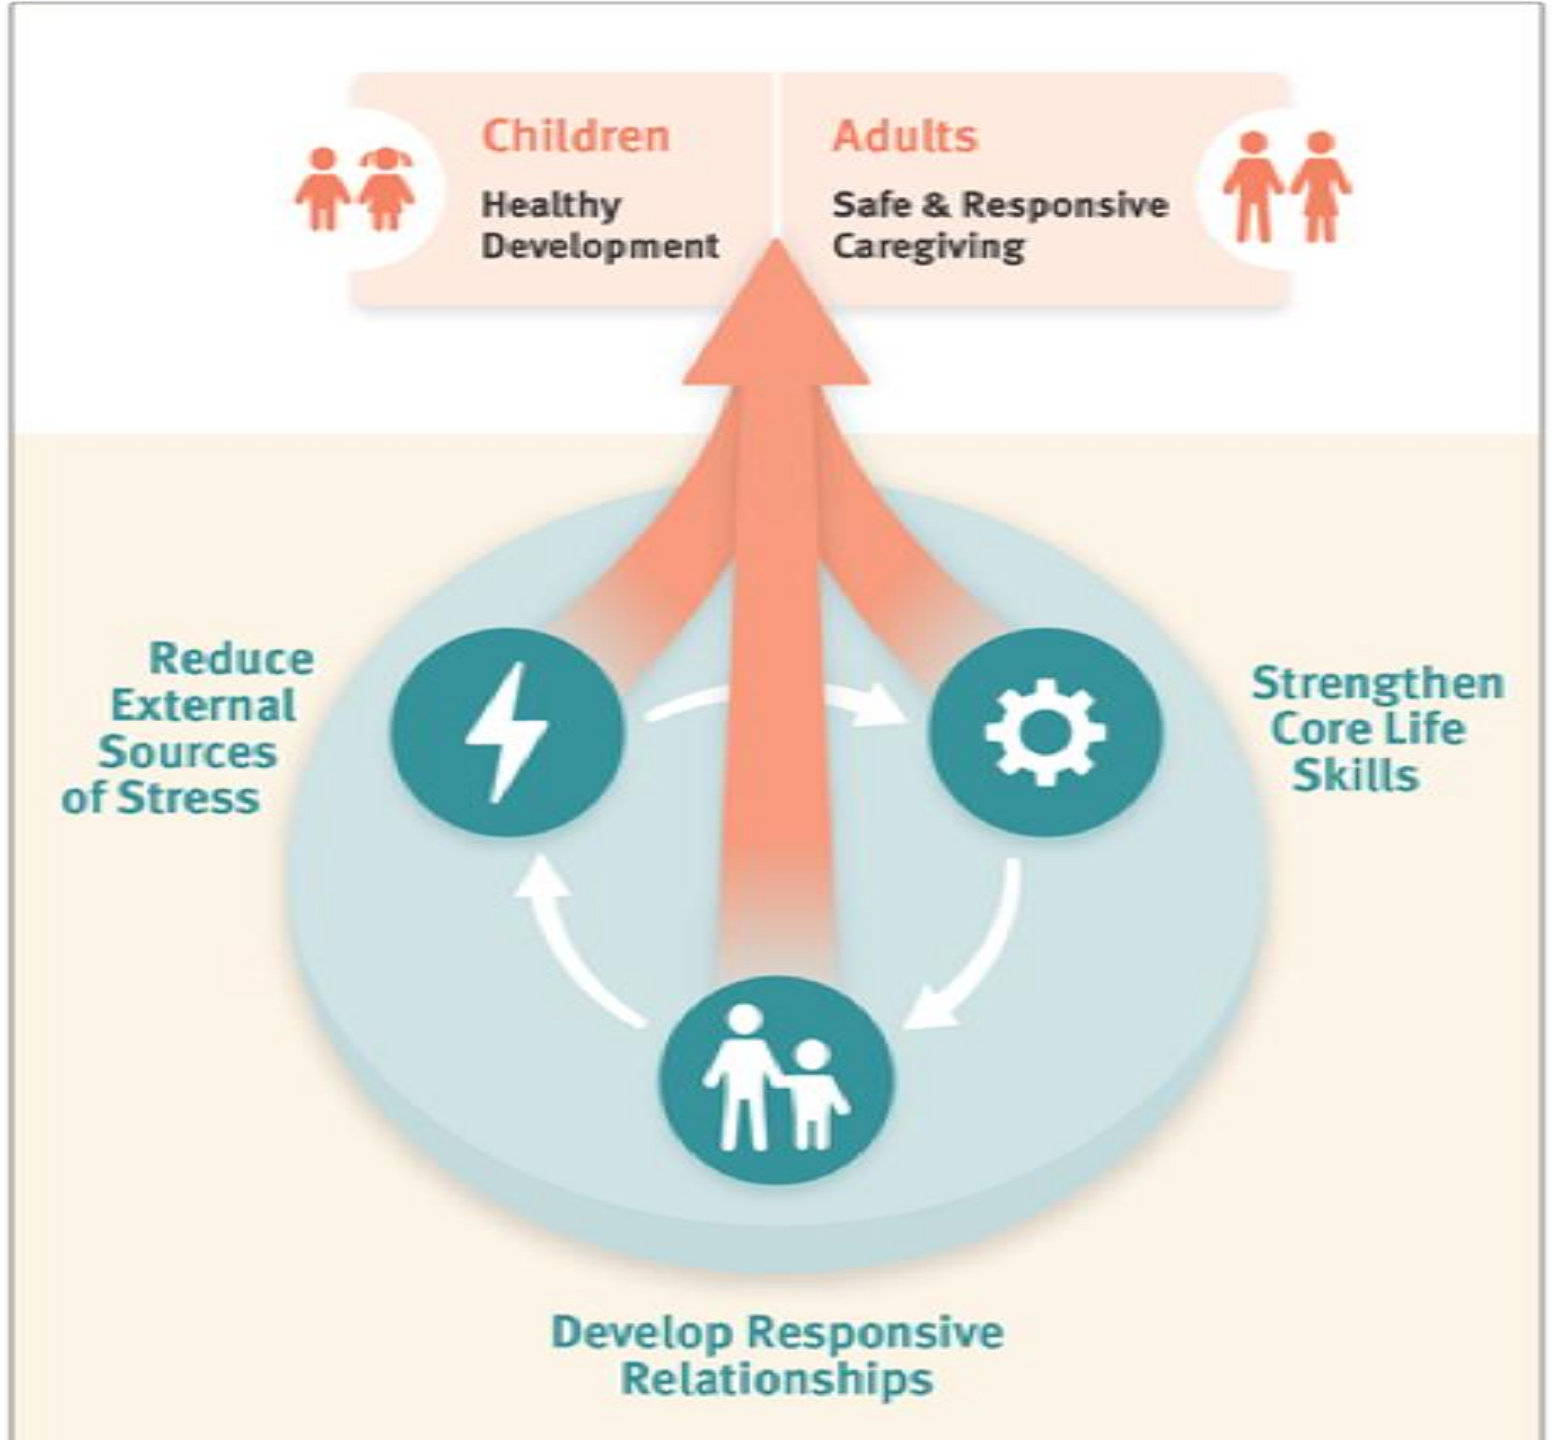 Children
Healthy
Development
Adults
Safe & Responsive
Caregiving
Reduce
External
Sources
of Stress
Strengthen
Core Life
Skills
Develop Responsive
Relationships